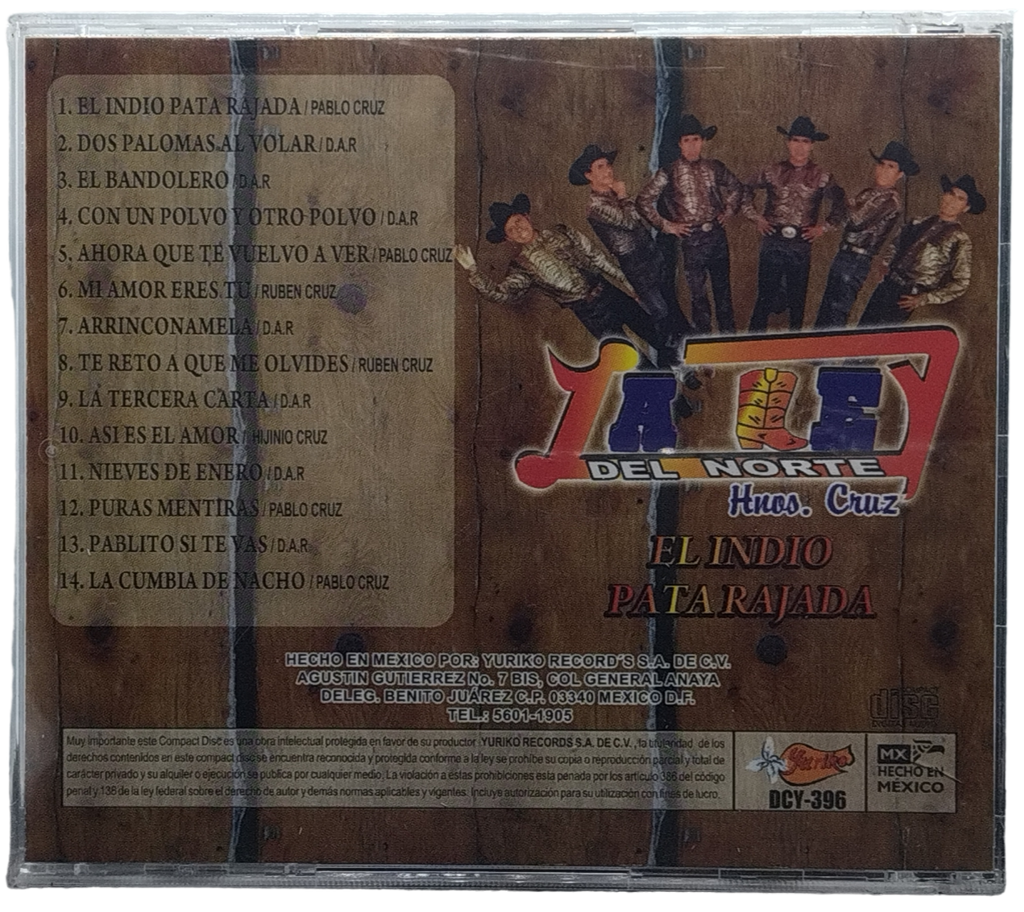 1. EL INDIO PATA RAJADA / PABLO CRUZ
2. DOS PALOMAS AL VOLAR / D.A.R
3. EL BANDOLERO / D.A.R
4. CON UN POLVO Y OTRO POLVO / D.A.R
5. AHORA QUE TE VUELVO A VER / PABLO CRUZ
6. MI AMOR ERES TU / RUBEN CRUZ
7. ARRINCONAMELA / D.A.R
8. TE RETO A QUE ME OLVIDES / RUBEN CRUZ
9. LA TERCERA CARTA / D.A.R
10. ASI ES EL AMOR / HIJINIO CRUZ
11. NIEVES DE ENERO / D.A.R
12. PURAS MENTIRAS / PABLO CRUZ
13. PABLITO SI TE VAS / D.A.R
14. LA CUMBIA DE NACHO / PABLO CRUZ
LA LEY
DEL NORTE
Hnos. Cruz
EL INDIO
PATA RAJADA
HECHO EN MEXICO POR: YURIKO RECORD'S S.A. DE C.V.
AGUSTIN GUTIERREZ No. 7 BIS, COL GENERAL ANAYA
DELEG. BENITO JUÁREZ C.P. 03340 MEXICO D.F.
TEL.: 5601-1905
disc
Muy importante este Compact Disc es una obra intelectual protegida en favor de su productor YURIKO RECORDS S.A. DE C.V., la titularidad de los
derechos contenidos en este compact disc se encuentra reconocida y protegida conforme a la ley se prohibe su copia o reproducción parcial y total de
carácter privado y su alquiler o ejecución se publica por cualquier medio. La violación a estas prohibiciones esta penada por los articulo 386 del código
penal y 136 de la ley federal sobre el derecho de autor y demás normas aplicables y vigantes. Incluye autorización para su utilización con fines de lucro.
Yuriko
DCY-396
MX
HECHO EN
MÉXICO